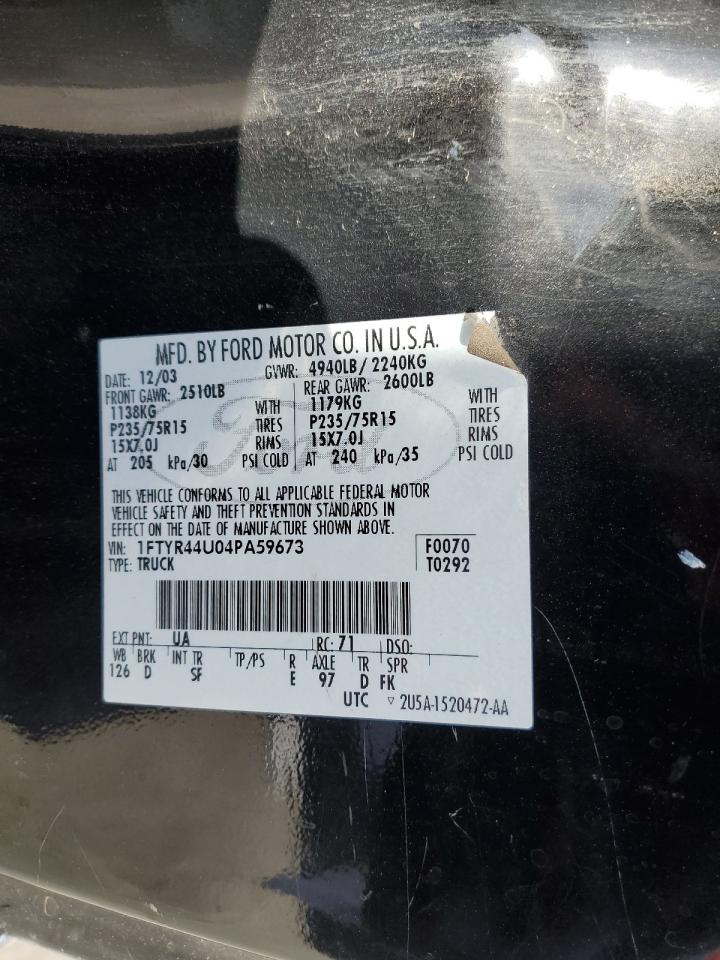 MFD. BY FORD MOTOR CO. IN U.S.A.
DATE: 12/03 GVWR: 4940LB/ 2240KG
FRONT GAWR: 2510LB REAR GAWR: 2600LB
1138KG WITH 1179KG WITH
P235/75R15 TIRES P235/75R15 TIRES
15X7.0J RIMS 15X7.0J RIMS
AT 205 kPa/30 PSI COLD AT 240 kPa/35 PSI COLD
Ford
THIS VEHICLE CONFORMS TO ALL APPLICABLE FEDERAL MOTOR
VEHICLE SAFETY AND THEFT PREVENTION STANDARDS IN
EFFECT ON THE DATE OF MANUFACTURE SHOWN ABOVE.
VIN: 1FTYR44U04PA59673 F0070
TYPE: TRUCK T0292
EXT PNT: UA RC: 71 DSO:
WB BRK INT TR TP/PS R AXLE TR SPR
126 D SF E 97 D FK
UTC ▽ 2U5A-1520472-AA